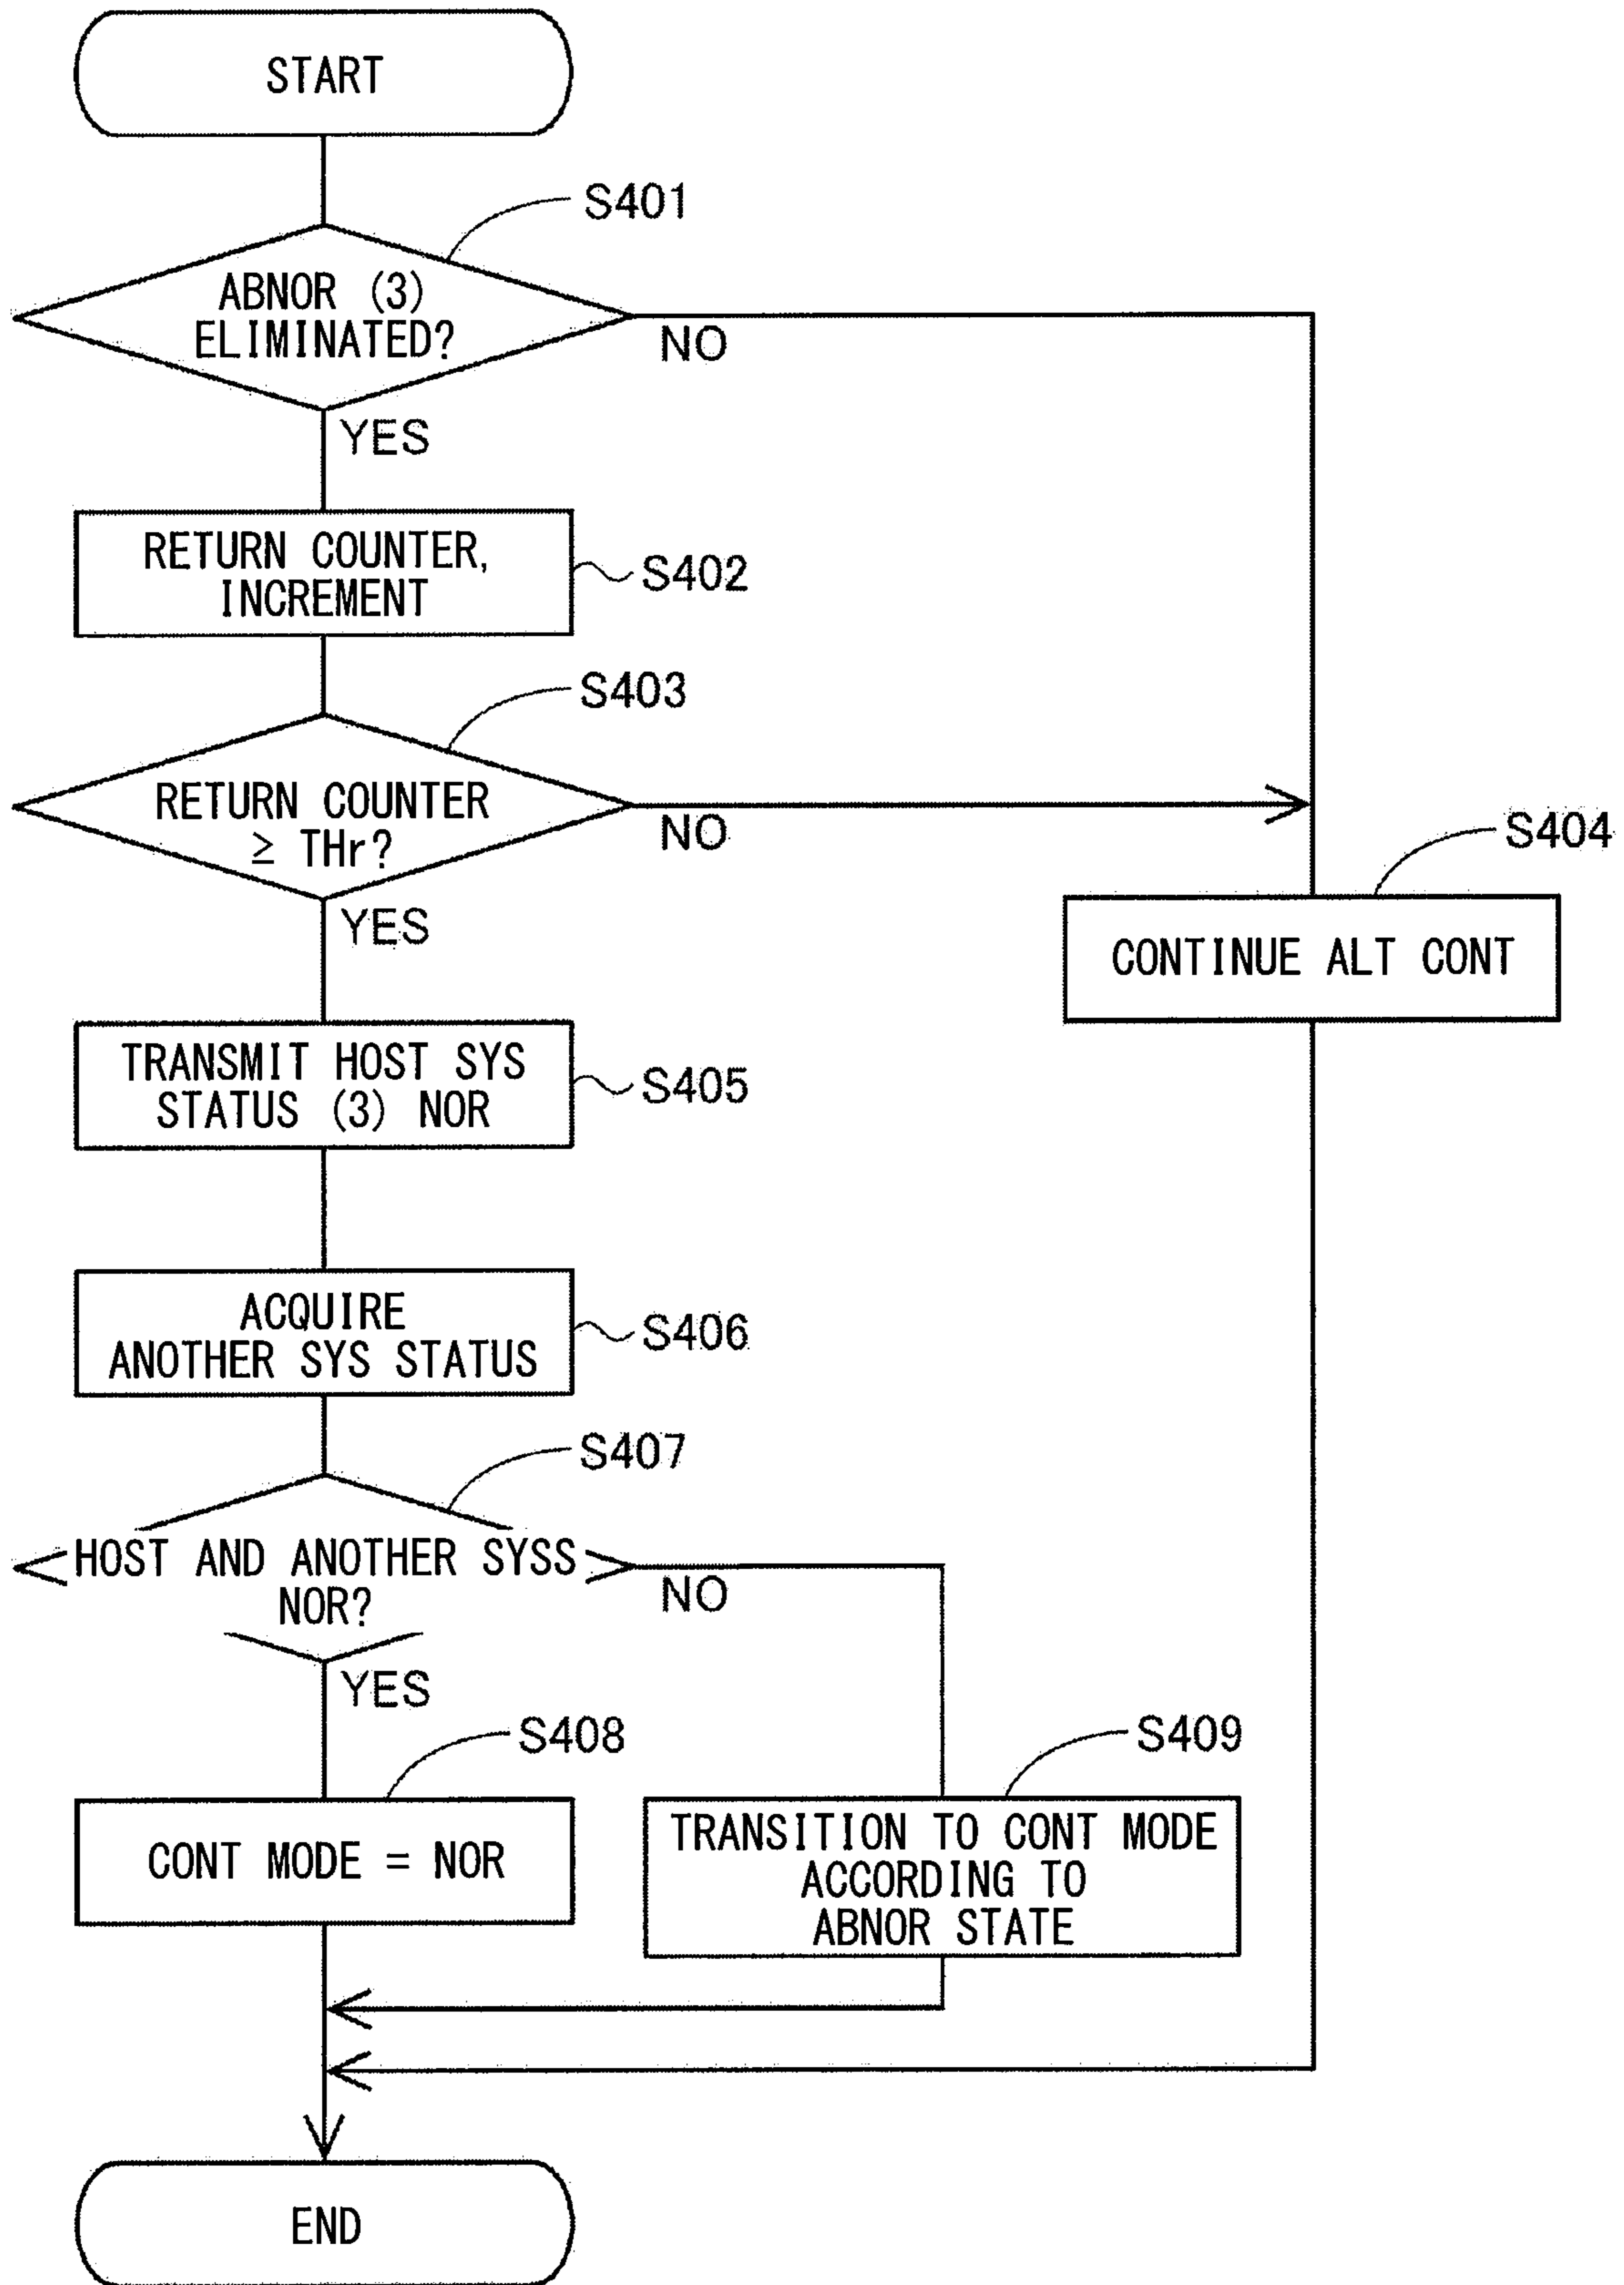 START
S401
ABNOR (3)
ELIMINATED?
NO
YES
RETURN COUNTER,
INCREMENT
S402
S403
RETURN COUNTER
≥ THr?
NO
YES
S404
CONTINUE ALT CONT
TRANSMIT HOST SYS
STATUS (3) NOR
S405
ACQUIRE
ANOTHER SYS STATUS
S406
S407
HOST AND ANOTHER SYSS
NOR?
NO
YES
S408
CONT MODE = NOR
S409
TRANSITION TO CONT MODE
ACCORDING TO
ABNOR STATE
END